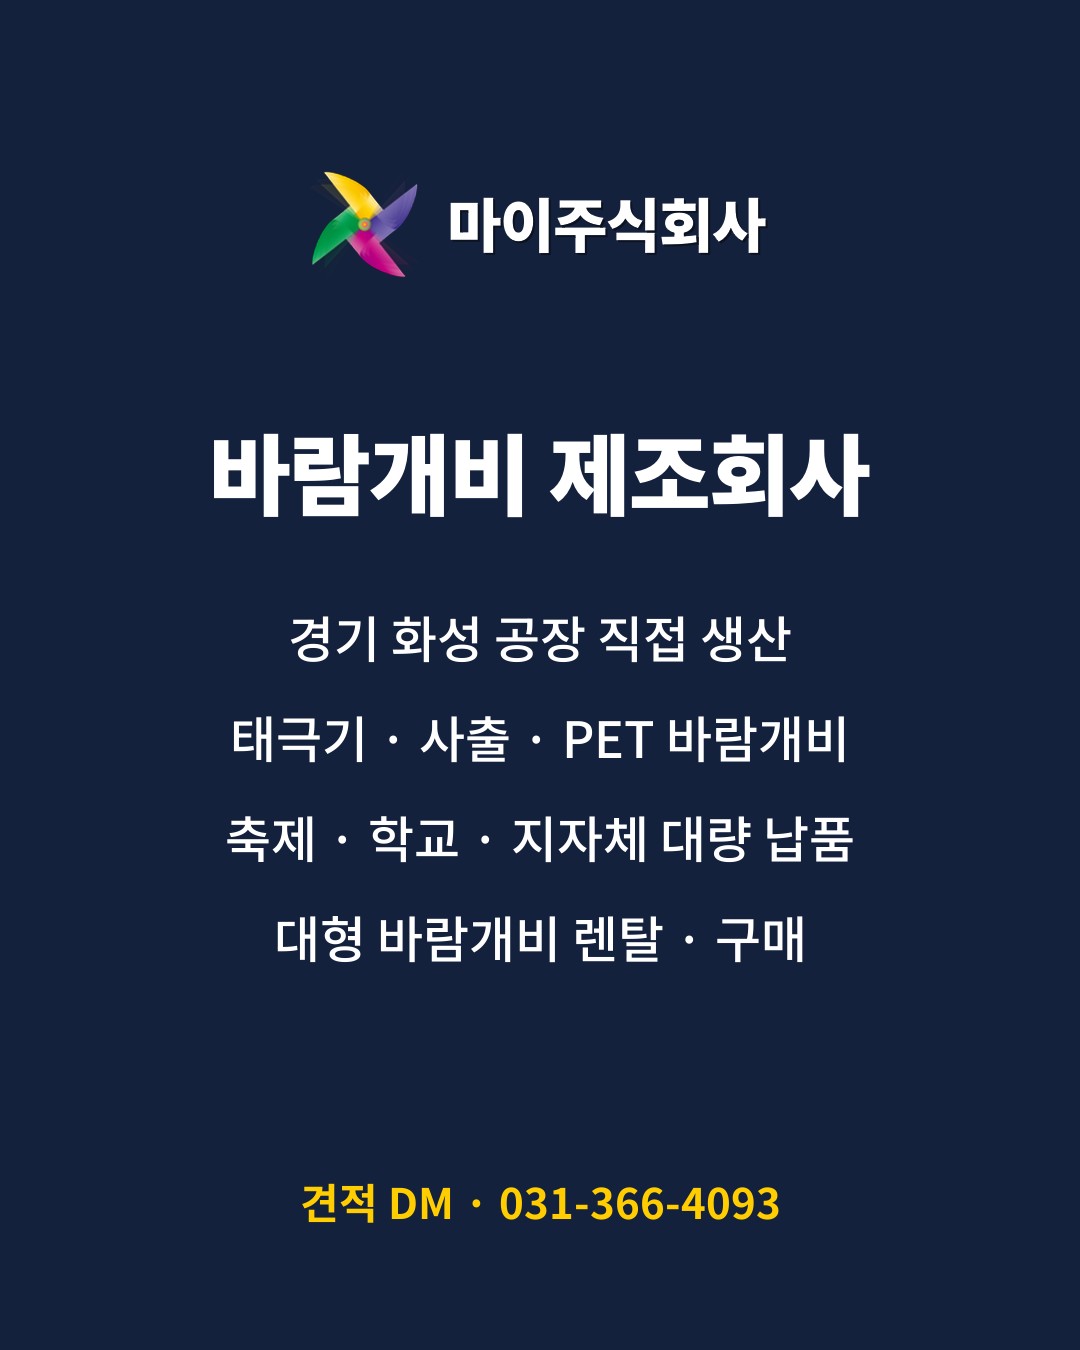 마이주식회사
바람개비 제조회사
경기 화성 공장 직접 생산
태극기 · 사출 · PET 바람개비
축제 · 학교 · 지자체 대량 납품
대형 바람개비 렌탈 · 구매
견적 DM · 031-366-4093